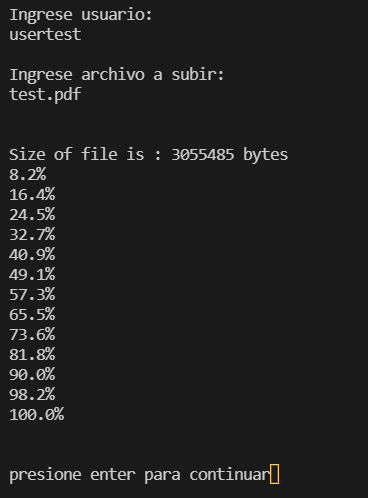 Ingrese usuario:
usertest
Ingrese archivo a subir:
test.pdf
Size of file is : 3055485 bytes
8.2%
16.4%
24.5%
32.7%
40.9%
49.1%
57.3%
65.5%
73.6%
81.8%
90.0%
98.2%
100.0%
presione enter para continuar